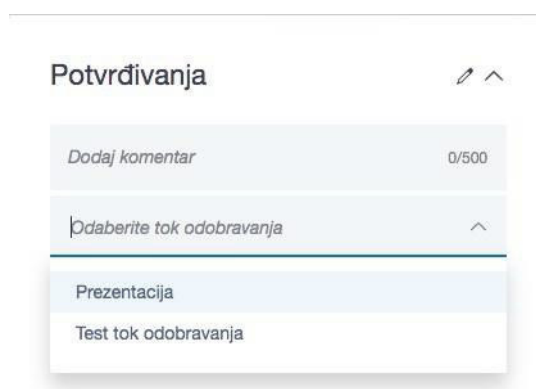 Potvrđivanja
Dodaj komentar 0/500
Odaberite tok odobravanja
Prezentacija
Test tok odobravanja